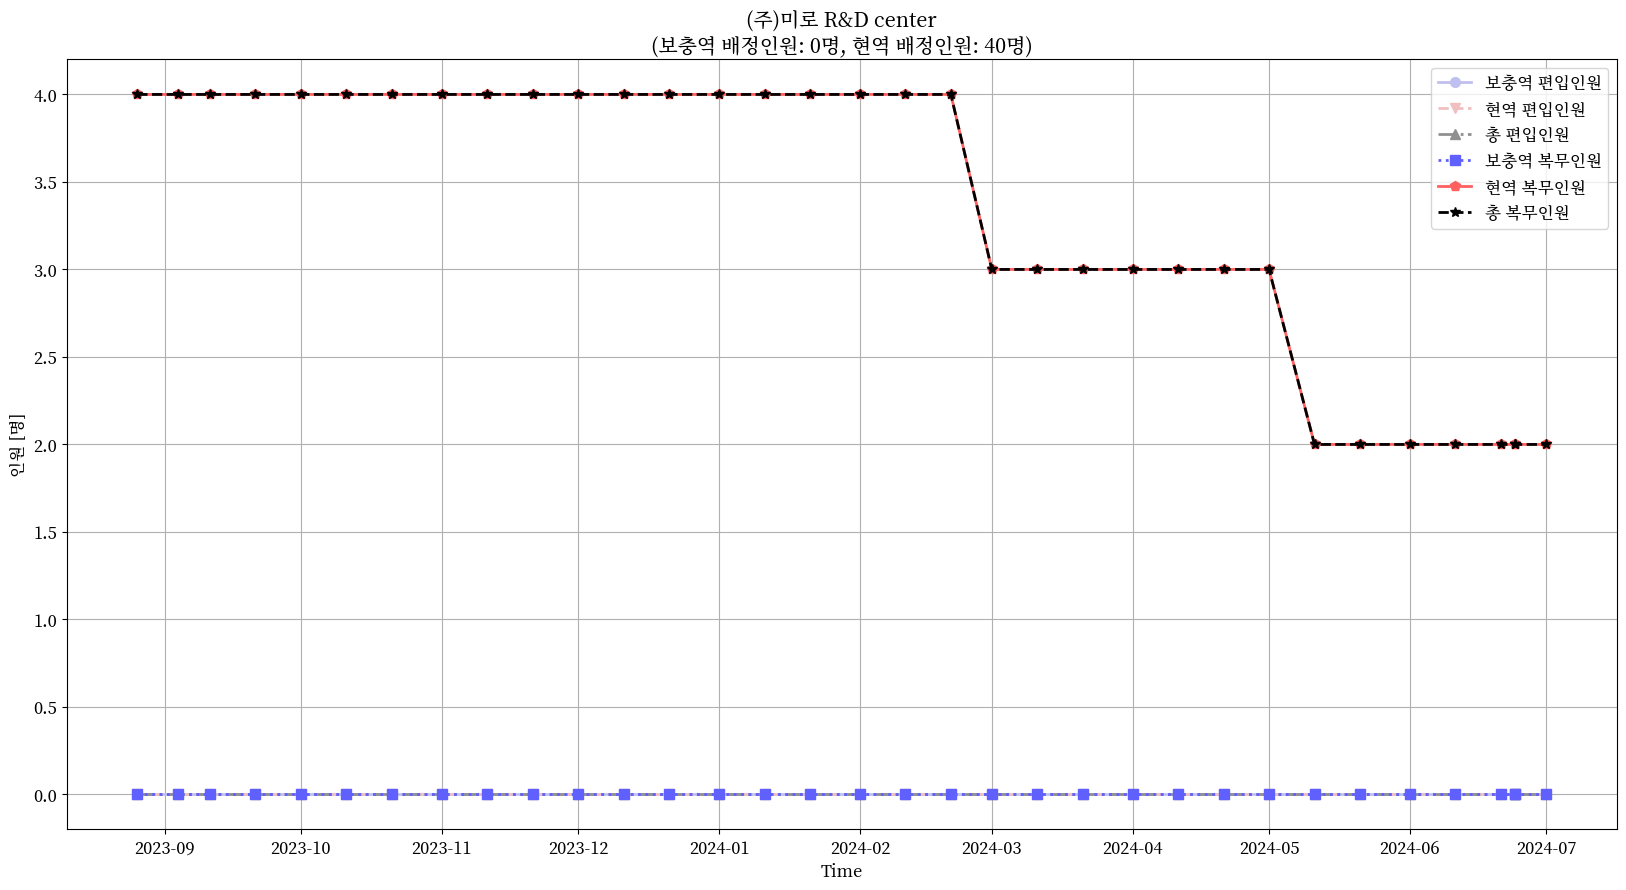 (주)미로 R&D center
(보충역 배정인원: 0명, 현역 배정인원: 40명)
보충역 편입인원
현역 편입인원
총 편입인원
보충역 복무인원
현역 복무인원
총 복무인원
인원 [명]
4.0
3.5
3.0
2.5
2.0
1.5
1.0
0.5
0.0
2023-09 2023-10 2023-11 2023-12 2024-01 2024-02 2024-03 2024-04 2024-05 2024-06 2024-07
Time